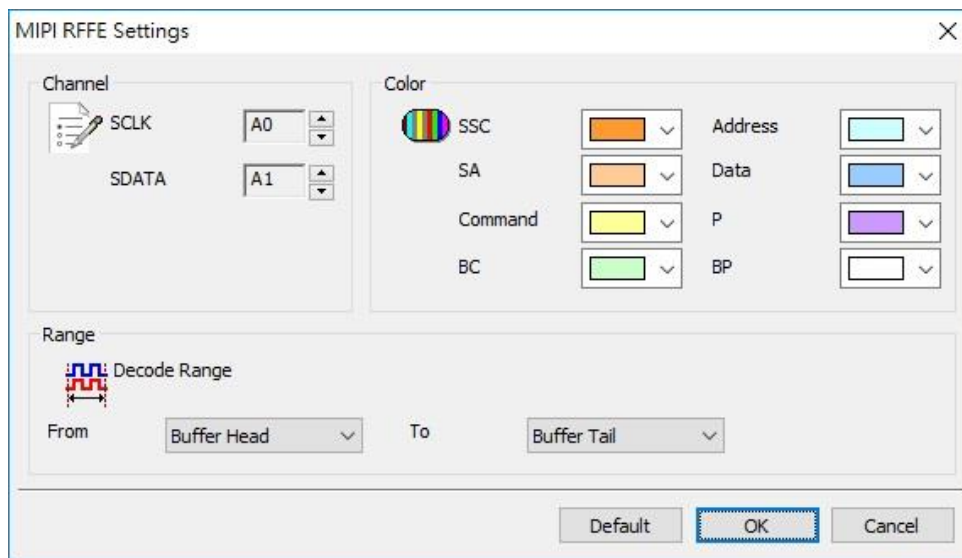 MIPI RFFE Settings
Channel
SCLK A0
SDATA A1
Color
SSC Address
SA Data
Command P
BC BP
Range
Decode Range
From Buffer Head To Buffer Tail
Default OK Cancel